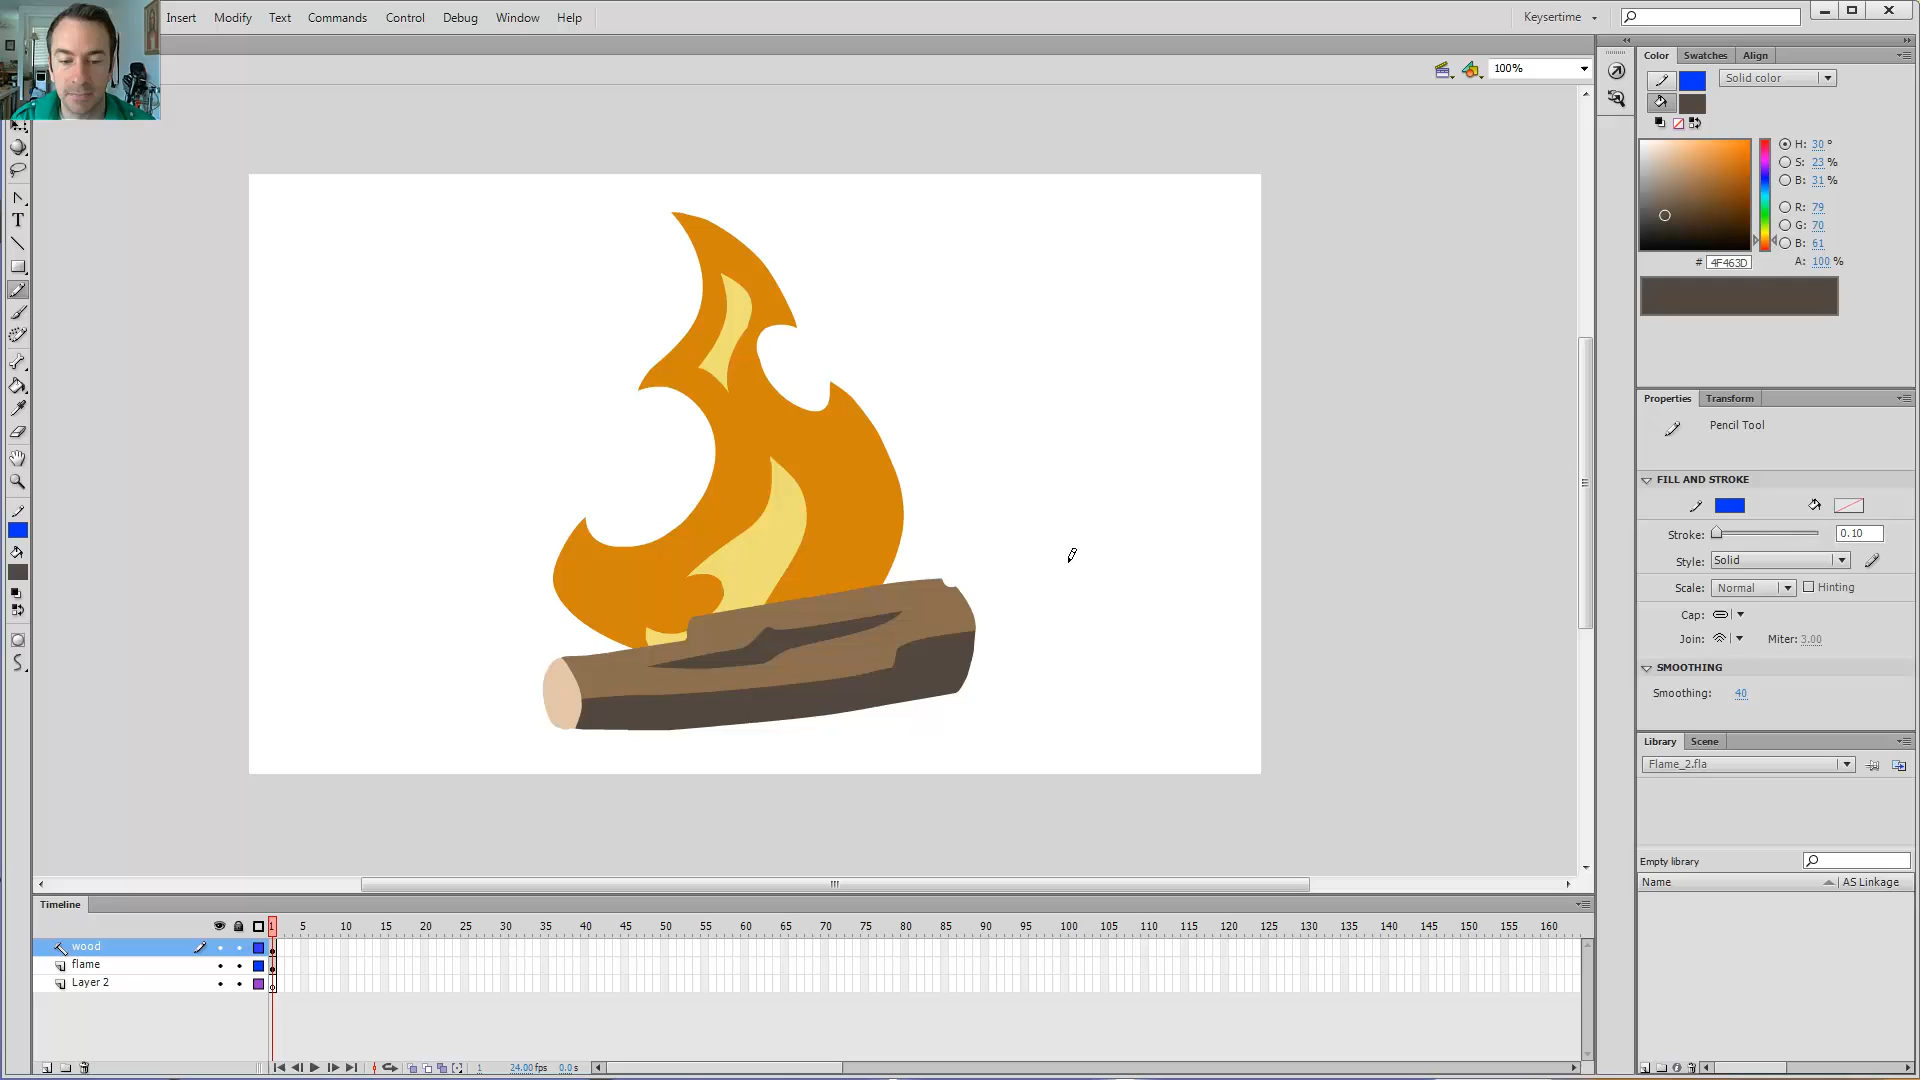 Insert Modify Text Commands Control Debug Window Help
Keysertime
100%
Color Swatches Align
Solid color
H: 30 °
S: 23 %
B: 31 %
R: 79
G: 70
B: 61
# 4F463D A: 100 %
Properties Transform
Pencil Tool
FILL AND STROKE
Stroke: 0.10
Style: Solid
Scale: Normal Hinting
Cap:
Join: Miter: 3.00
SMOOTHING
Smoothing: 40
Library Scene
Flame_2.fla
Empty library
Name AS Linkage
T
Timeline
1 5 10 15 20 25 30 35 40 45 50 55 60 65 70 75 80 85 90 95 100 105 110 115 120 125 130 135 140 145 150 155 160
wood
flame
Layer 2
1 24.00 fps 0.0 s